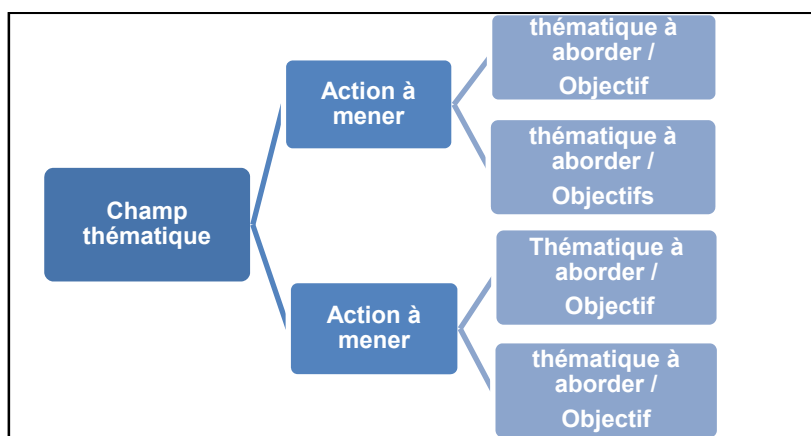 Champ
thématique
Action à
mener
thématique à
aborder /
Objectif
thématique à
aborder /
Objectifs
Action à
mener
Thématique à
aborder /
Objectif
thématique à
aborder /
Objectif